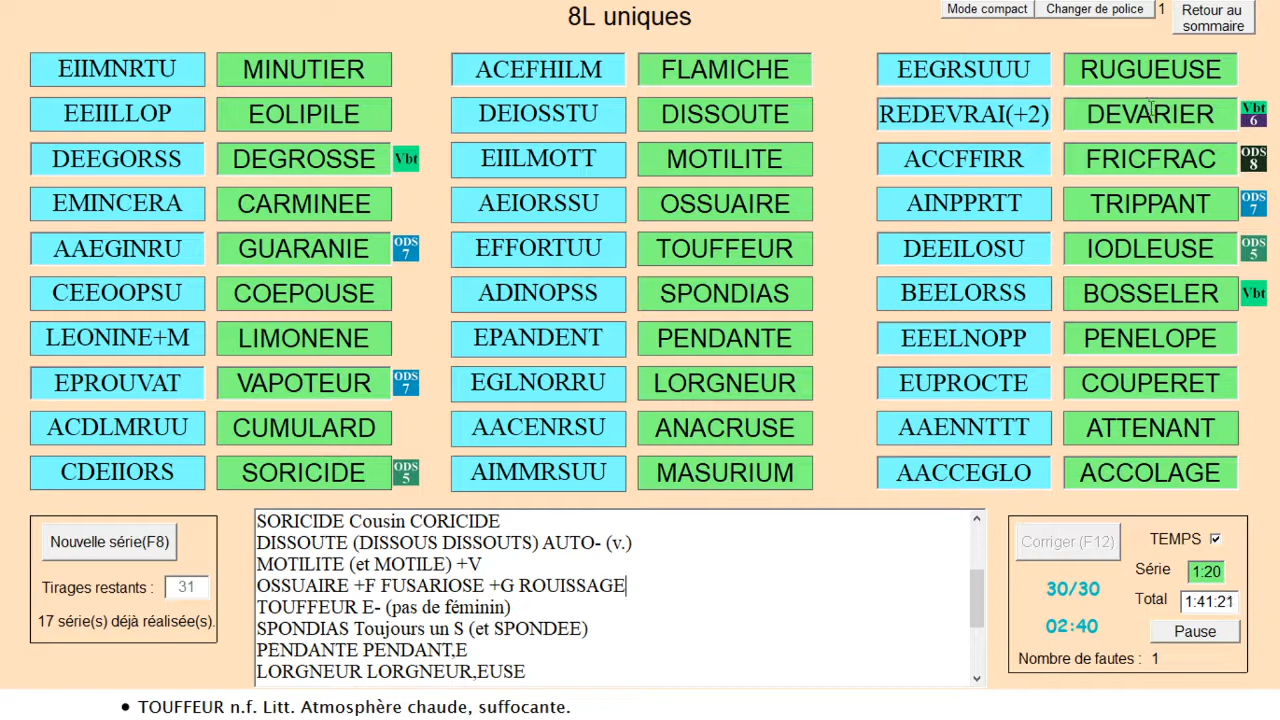 8L uniques
Mode compact
Changer de police
1
Retour au
sommaire
EIIMNRTU MINUTIER
EEIILLOP EOLIPILE
DEEGORSS DEGROSSE Vbt
EMINCERA CARMINEE
AAEGINRU GUARANIE ODS 7
CEEOOPSU COEPOUSE
LEONINE+M LIMONENE
EPROUVAT VAPOTEUR ODS 7
ACDLMRUU CUMULARD
CDEIIORS SORICIDE ODS 5
ACEFHILM FLAMICHE
DEIOSSTU DISSOUTE
EIILMOTT MOTILITE
AEIORSSU OSSUAIRE
EFFORTUU TOUFFEUR
ADINOPSS SPONDIAS
EPANDENT PENDANTE
EGLNORRU LORGNEUR
AACENRSU ANACRUSE
AIMMRSUU MASURIUM
EEGRSUUU RUGUEUSE
REDEVRAI(+2) DEVARIER Vbt 6
ACCFFIRR FRICFRAC ODS 8
AINPPRTT TRIPPANT ODS 7
DEEILOSU IODLEUSE ODS 5
BEELORSS BOSSELER Vbt
EEELNOPP PENELOPE
EUPROCTE COUPERET
AAENNTTT ATTENANT
AACCEGLO ACCOLAGE
Nouvelle série(F8)
Tirages restants : 31
17 série(s) déjà réalisée(s).
SORICIDE Cousin CORICIDE
DISSOUTE (DISSOUS DISSOUTS) AUTO- (v.)
MOTILITE (et MOTILE) +V
OSSUAIRE +F FUSARIOSE +G ROUISSAGE
TOUFFEUR E- (pas de féminin)
SPONDIAS Toujours un S (et SPONDEE)
PENDANTE PENDANT,E
LORGNEUR LORGNEUR,EUSE
Corriger (F12)
TEMPS
Série 1:20
30/30
Total 1:41:21
02:40
Pause
Nombre de fautes : 1
• TOUFFEUR n.f. Litt. Atmosphère chaude, suffocante.